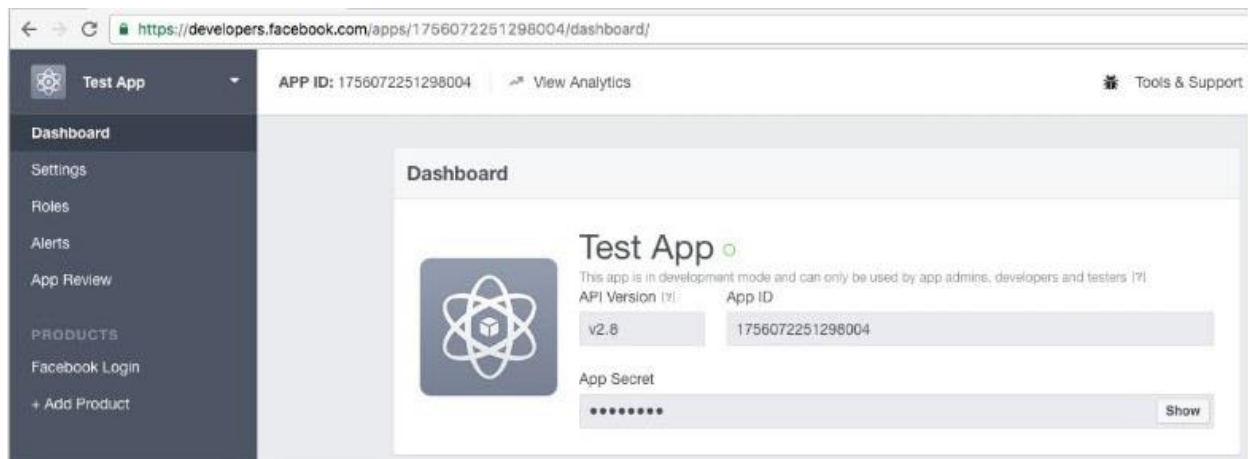 https://developers.facebook.com/apps/1756072251298004/dashboard/
Test App
APP ID: 1756072251298004
View Analytics
Tools & Support
Dashboard
Settings
Roles
Alerts
App Review
PRODUCTS
Facebook Login
+ Add Product
Dashboard
Test App
This app is in development mode and can only be used by app admins, developers and testers [?]
API Version [?]
App ID
v2.8
1756072251298004
App Secret
••••••••
Show